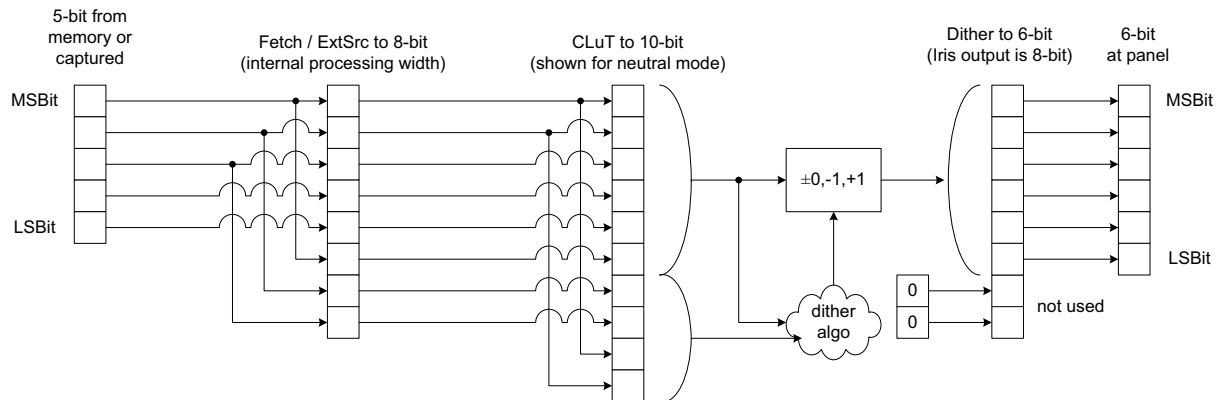 5-bit from
memory or
captured
Fetch / ExtSrc to 8-bit
(internal processing width)
CLuT to 10-bit
(shown for neutral mode)
Dither to 6-bit
(Iris output is 8-bit)
6-bit
at panel
MSBit
MSBit
±0,-1,+1
LSBit
LSBit
0
0
not used
dither
algo